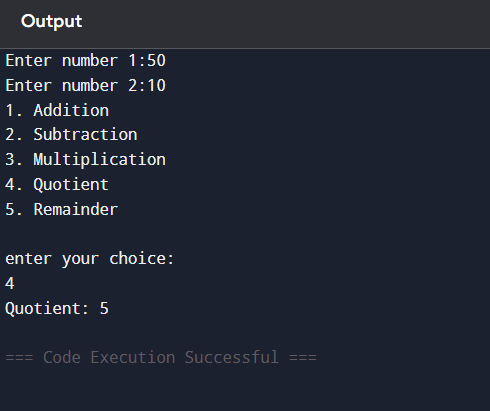 Output
Enter number 1:50
Enter number 2:10
1. Addition
2. Subtraction
3. Multiplication
4. Quotient
5. Remainder
enter your choice:
4
Quotient: 5
=== Code Execution Successful ===